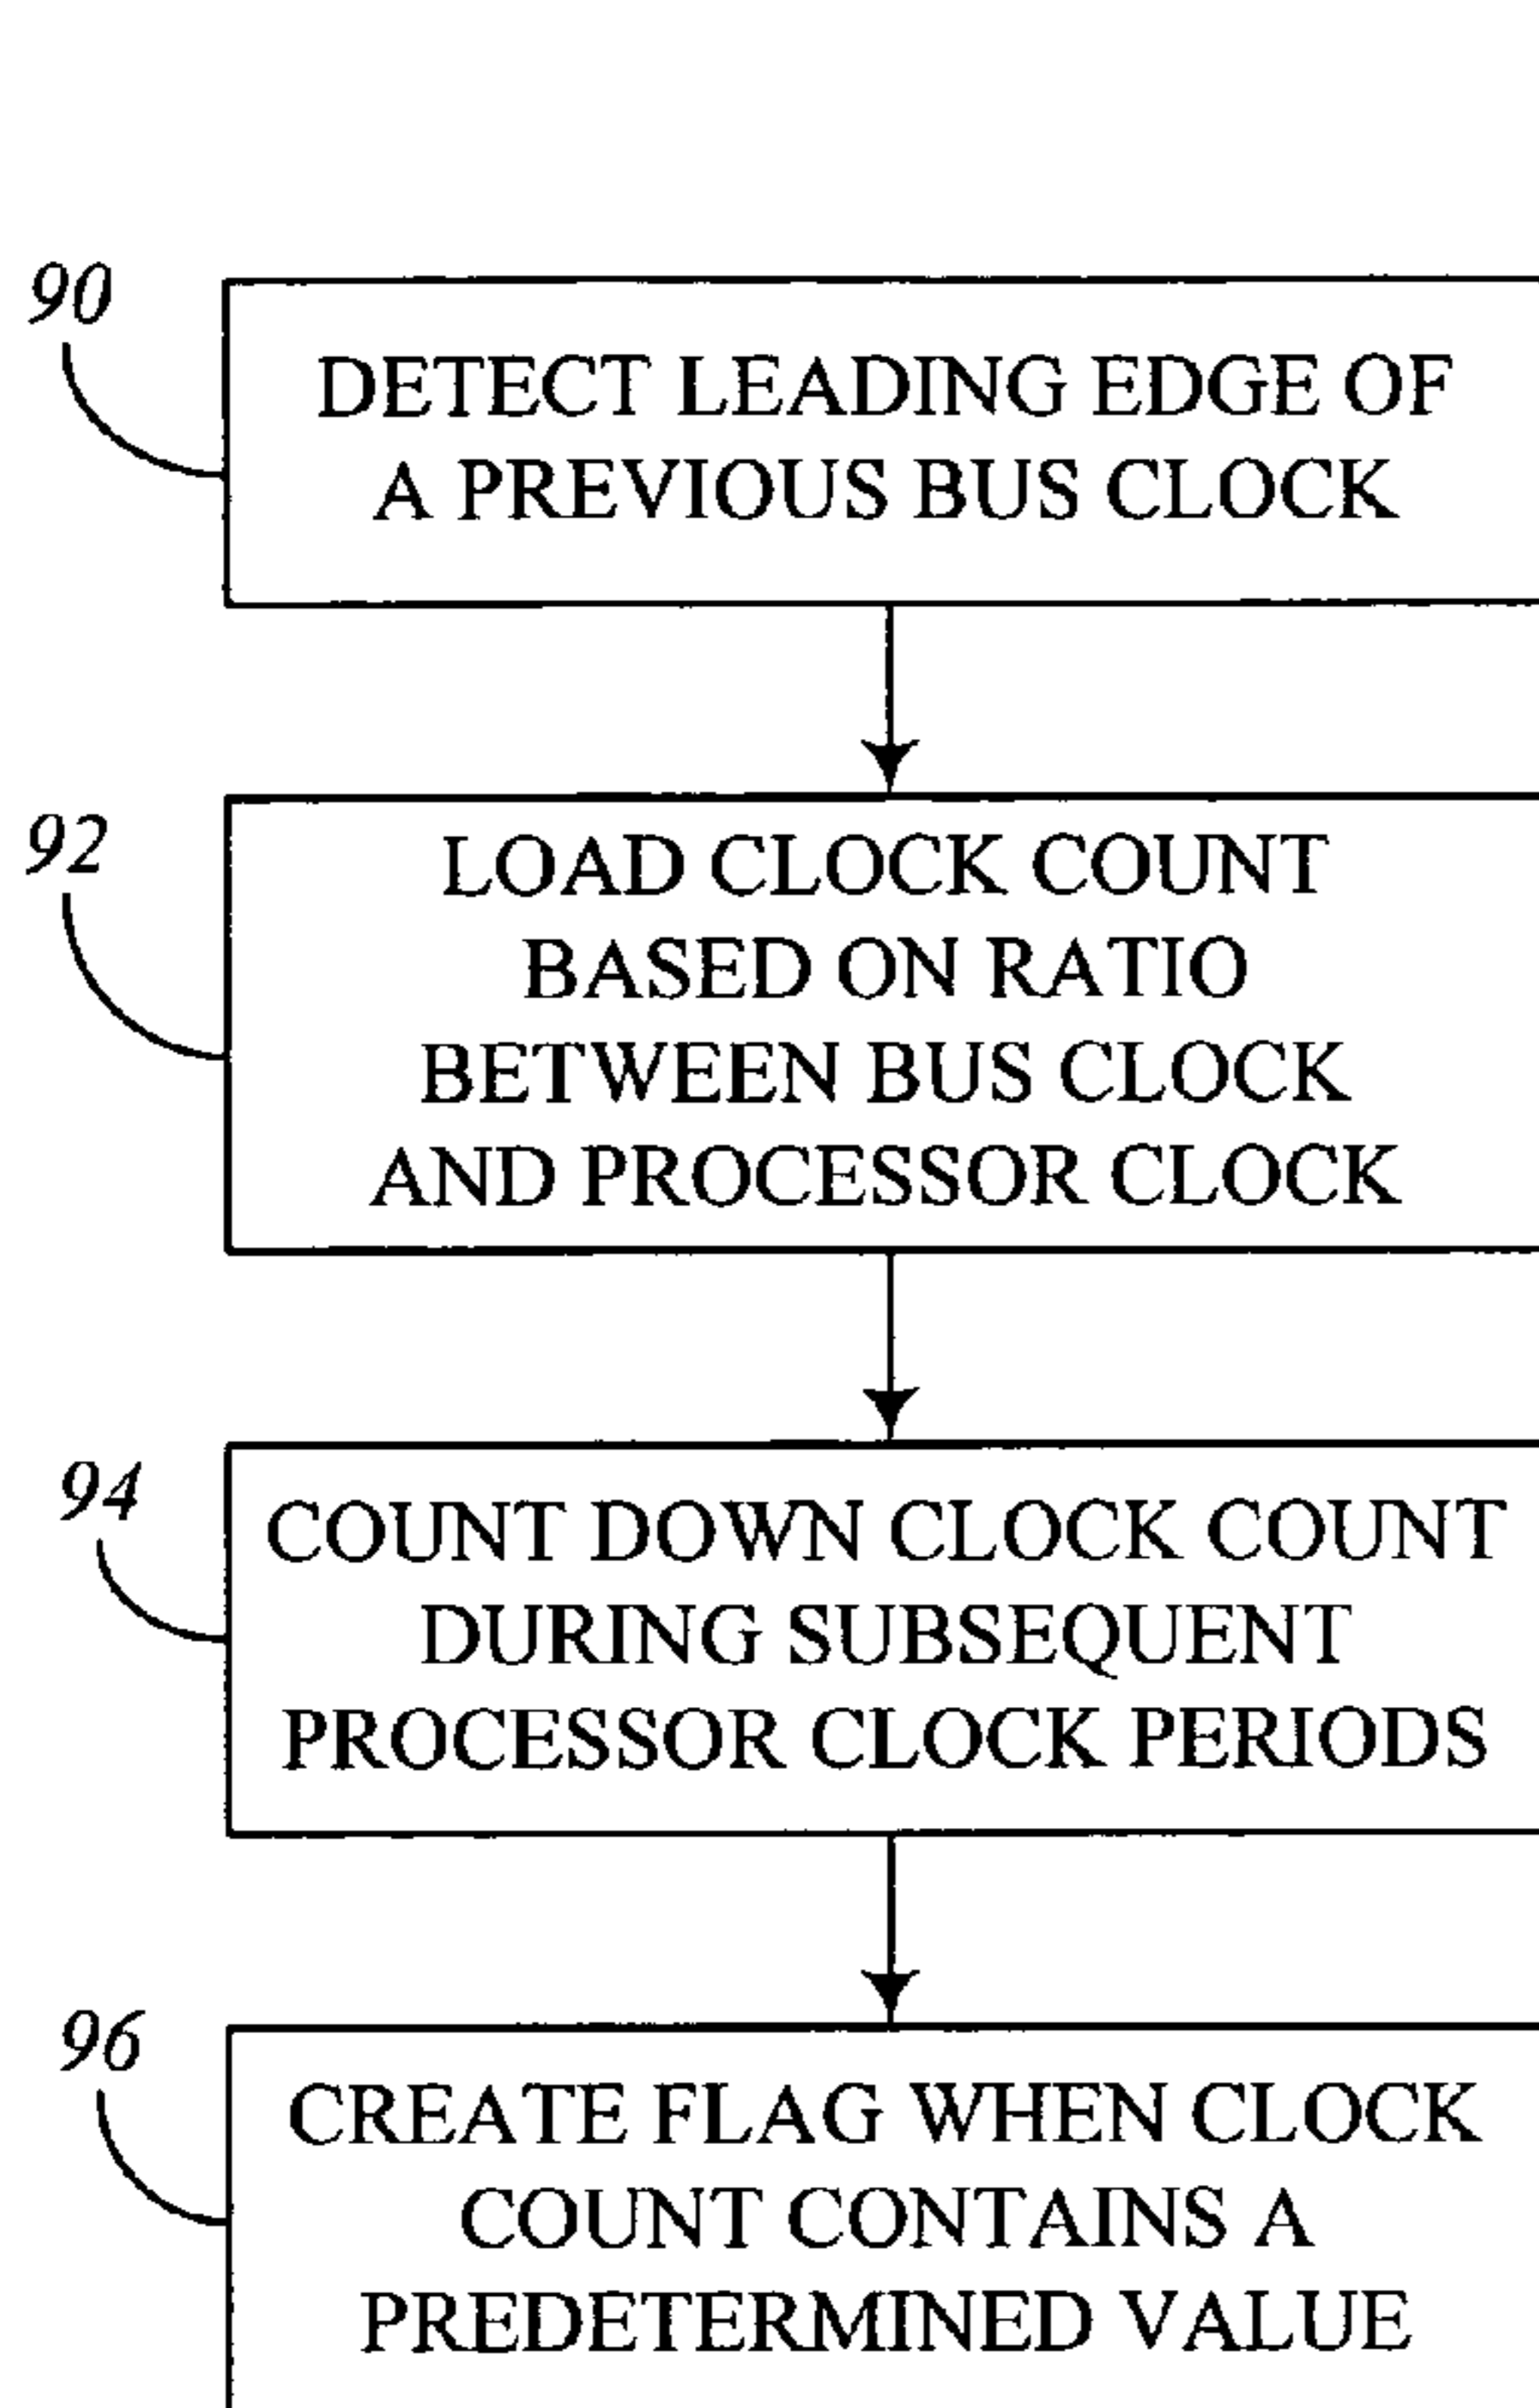 90
DETECT LEADING EDGE OF
A PREVIOUS BUS CLOCK
92
LOAD CLOCK COUNT
BASED ON RATIO
BETWEEN BUS CLOCK
AND PROCESSOR CLOCK
94
COUNT DOWN CLOCK COUNT
DURING SUBSEQUENT
PROCESSOR CLOCK PERIODS
96
CREATE FLAG WHEN CLOCK
COUNT CONTAINS A
PREDETERMINED VALUE